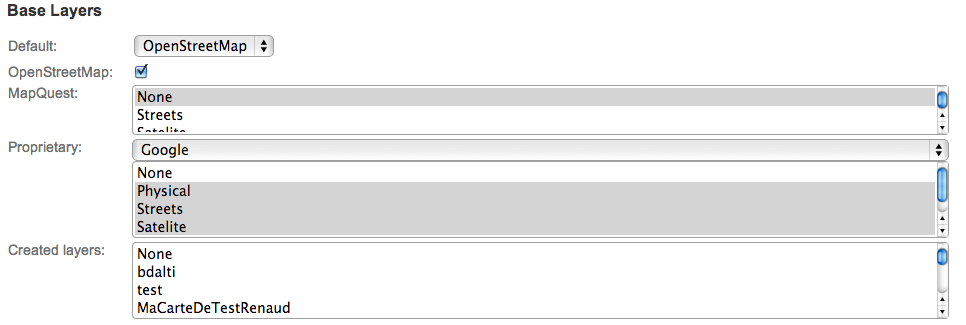 Base Layers
Default: OpenStreetMap
OpenStreetMap:
MapQuest: None
Streets
Satelite
Proprietary: Google
None
Physical
Streets
Satelite
Created layers: None
bdalti
test
MaCarteDeTestRenaud